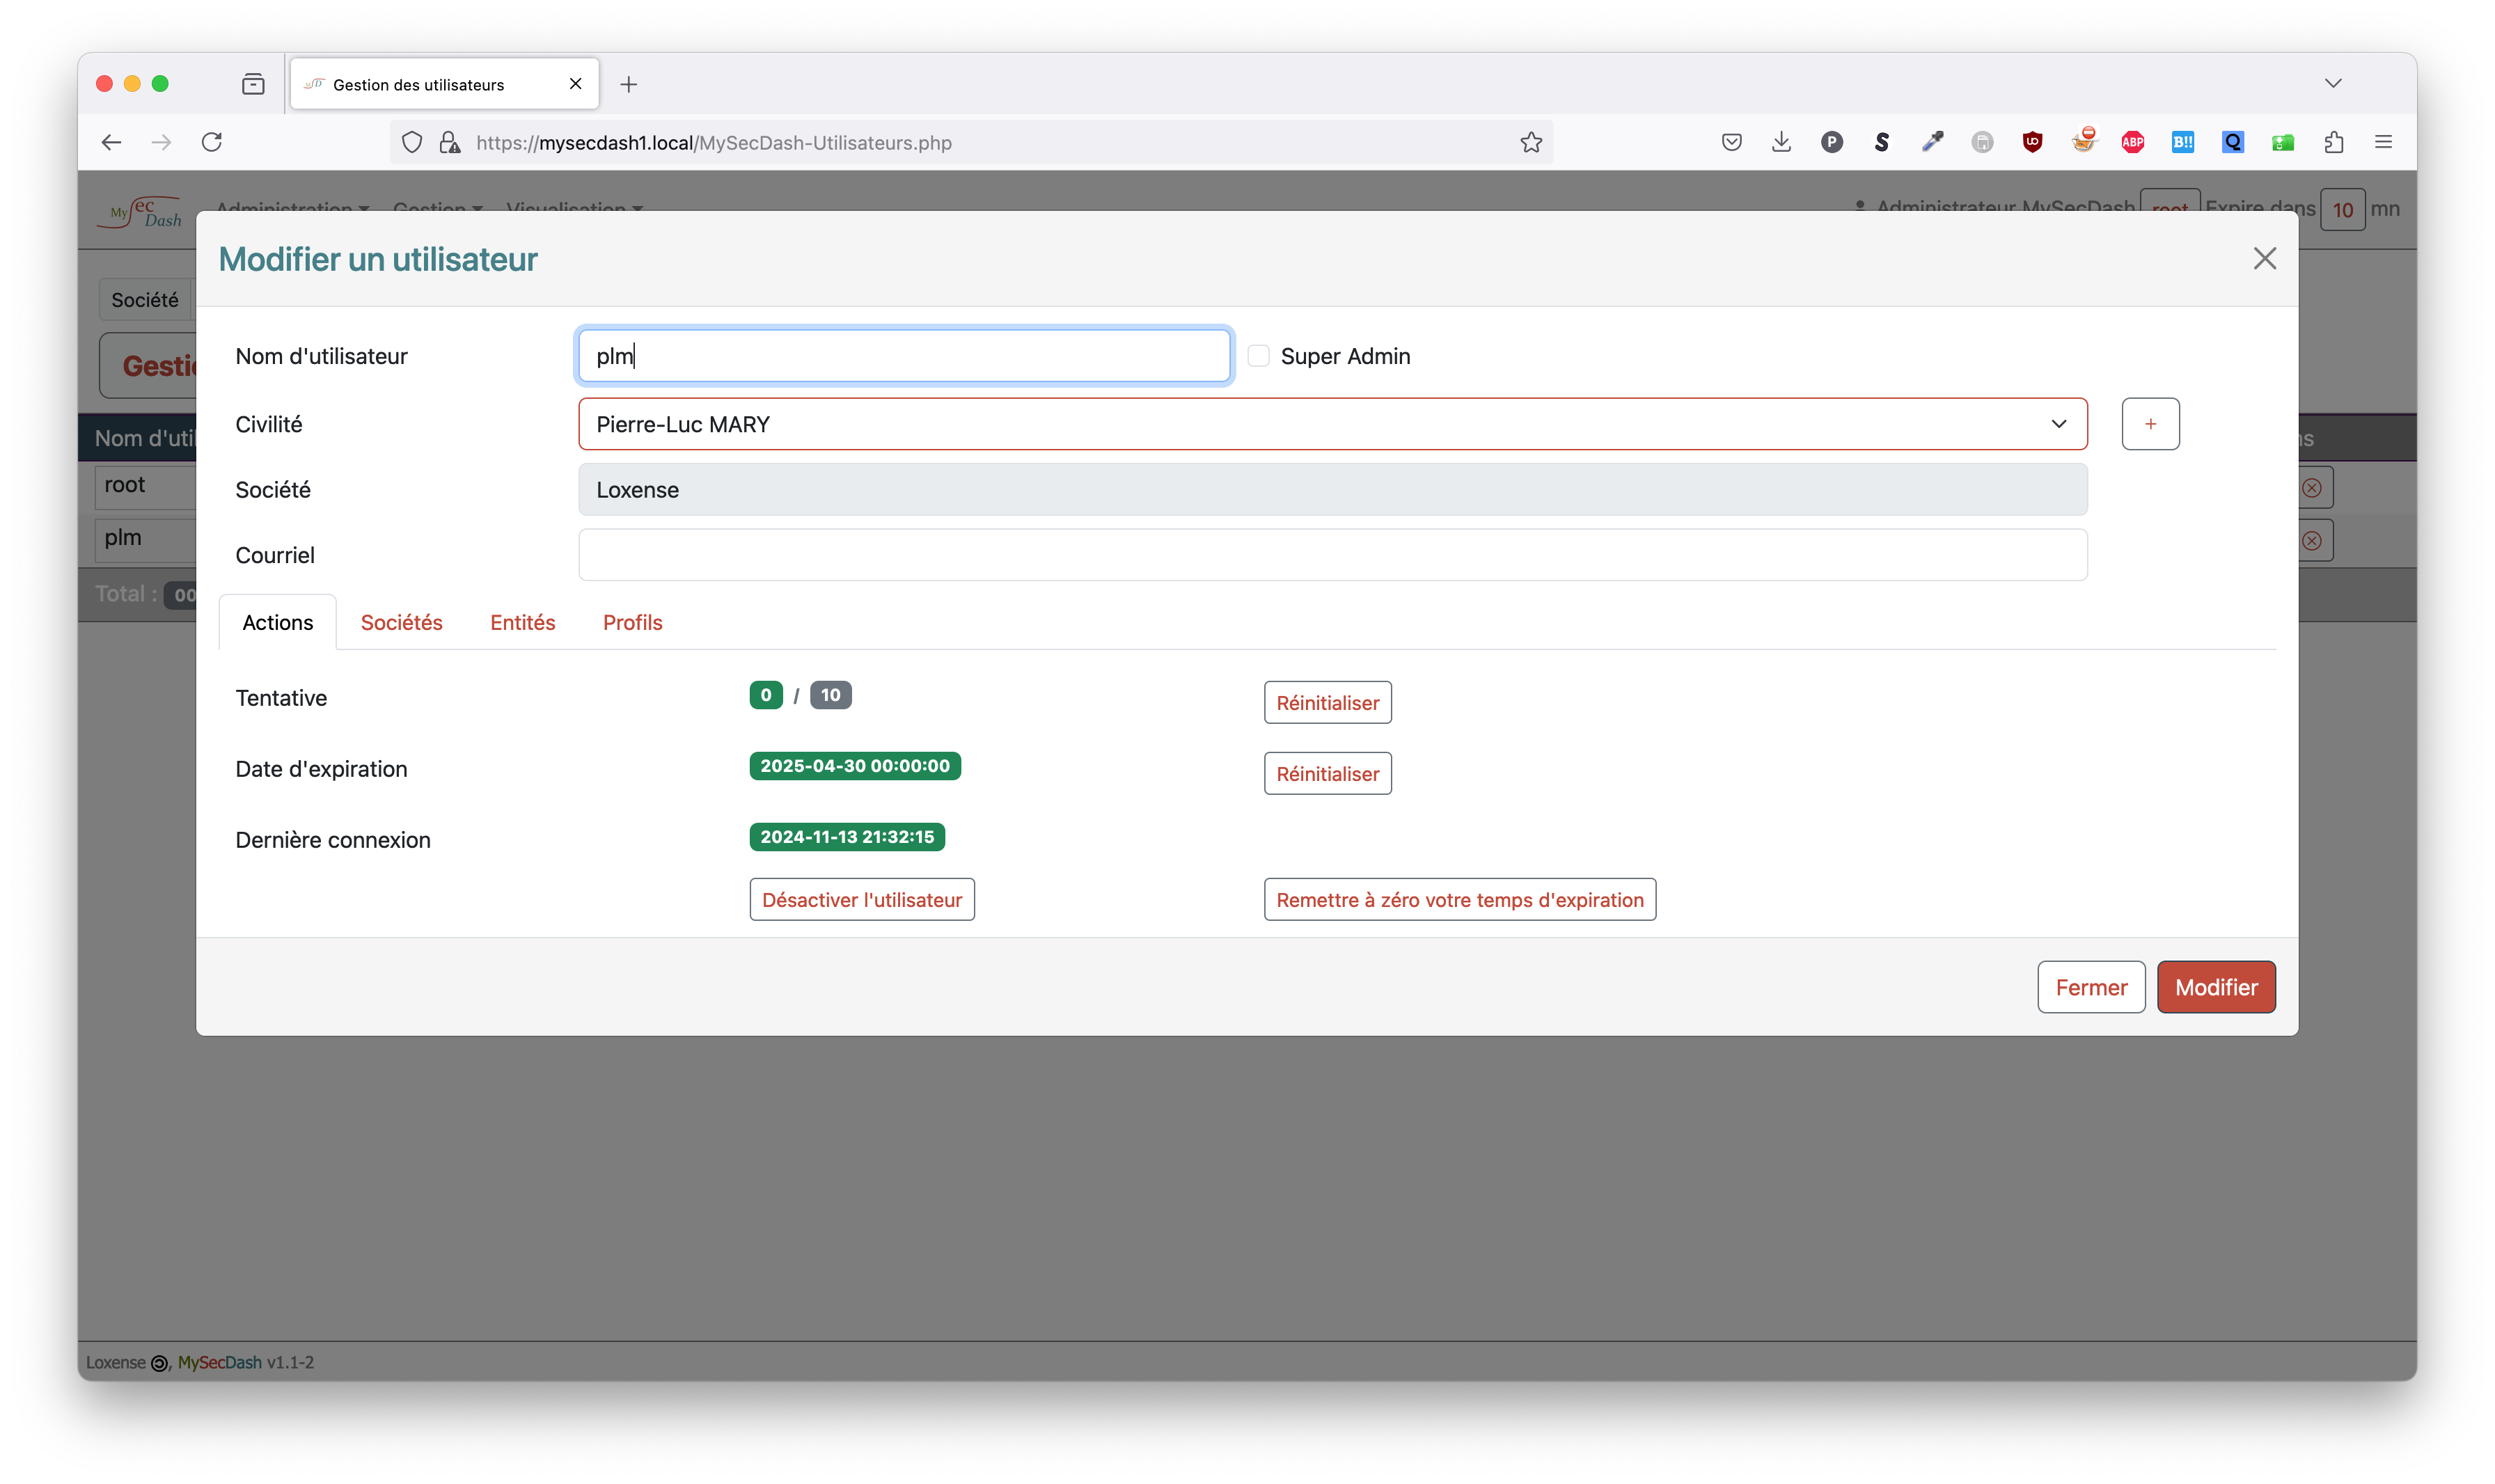 Gestion des utilisateurs
https://mysecdash1.local/MySecDash-Utilisateurs.php
MySecDash Administration Gestion Visualisation Administrateur MySecDash root Expire dans 10 mn
Modifier un utilisateur
Société
Nom d'utilisateur plm Super Admin
Gesti
Civilité Pierre-Luc MARY +
Nom d'util
Société Loxense
root
plm
Courriel
Total : 00
Actions Sociétés Entités Profils
Tentative 0 / 10 Réinitialiser
Date d'expiration 2025-04-30 00:00:00 Réinitialiser
Dernière connexion 2024-11-13 21:32:15
Désactiver l'utilisateur Remettre à zéro votre temps d'expiration
Fermer Modifier
Loxense , MySecDash v1.1-2